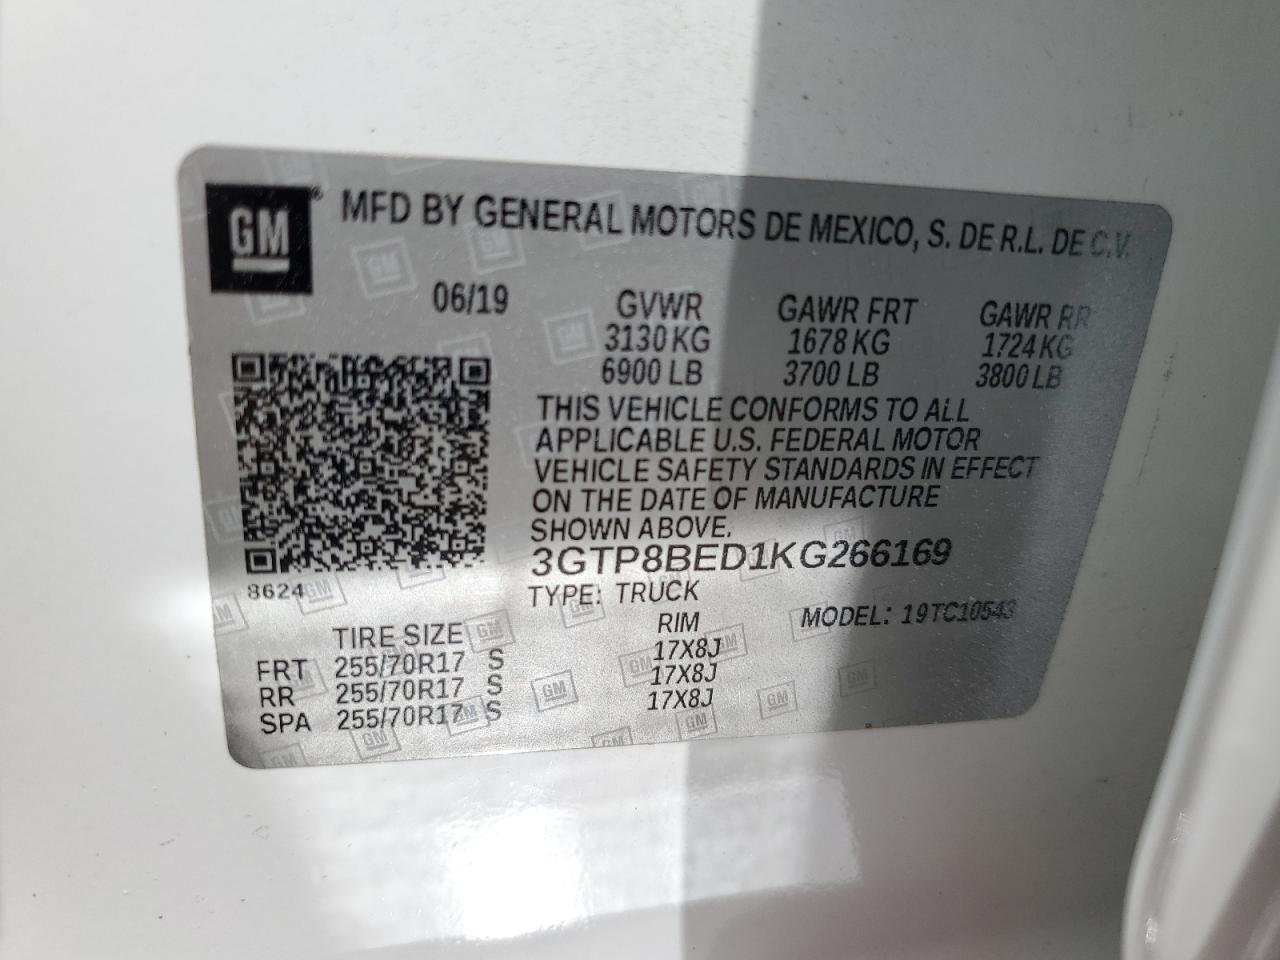 GM® MFD BY GENERAL MOTORS DE MEXICO, S. DE R.L. DE C.V.
06/19 GVWR GAWR FRT GAWR RR
3130 KG 1678 KG 1724 KG
6900 LB 3700 LB 3800 LB
THIS VEHICLE CONFORMS TO ALL
APPLICABLE U.S. FEDERAL MOTOR
VEHICLE SAFETY STANDARDS IN EFFECT
ON THE DATE OF MANUFACTURE
SHOWN ABOVE.
3GTP8BED1KG266169
8624
TYPE: TRUCK
MODEL: 19TC10543
TIRE SIZE RIM
FRT 255/70R17 S 17X8J
RR 255/70R17 S 17X8J
SPA 255/70R17 S 17X8J